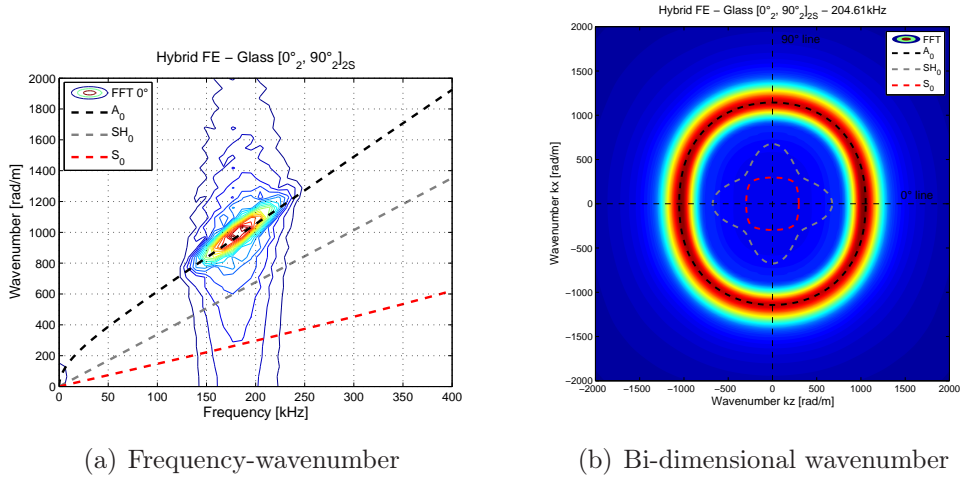 Hybrid FE − Glass [0°₂, 90°₂]₂S
2000
1800
1600
1400
1200
1000
800
600
400
200
0
Wavenumber [rad/m]
FFT 0°
A₀
SH₀
S₀
0 50 100 150 200 250 300 350 400
Frequency [kHz]
(a) Frequency-wavenumber
Hybrid FE − Glass [0°₂, 90°₂]₂S − 204.61kHz
2000
1500
1000
500
0
−500
−1000
−1500
−2000
Wavenumber kx [rad/m]
90° line
0° line
FFT
A₀
SH₀
S₀
−2000 −1500 −1000 −500 0 500 1000 1500 2000
Wavenumber kz [rad/m]
(b) Bi-dimensional wavenumber